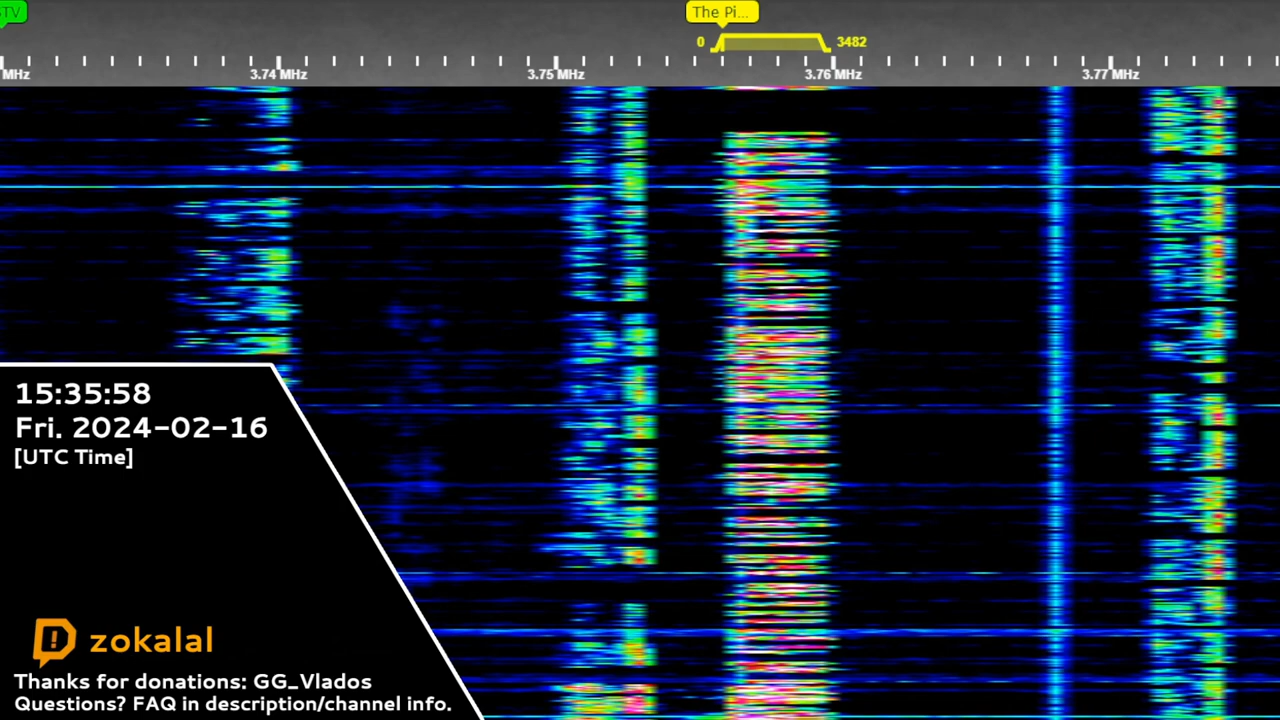 TV
The Pi...
0
3482
MHz
3.74 MHz
3.75 MHz
3.76 MHz
3.77 MHz
15:35:58
Fri. 2024-02-16
[UTC Time]
zokalal
Thanks for donations: GG_Vlados
Questions? FAQ in description/channel info.